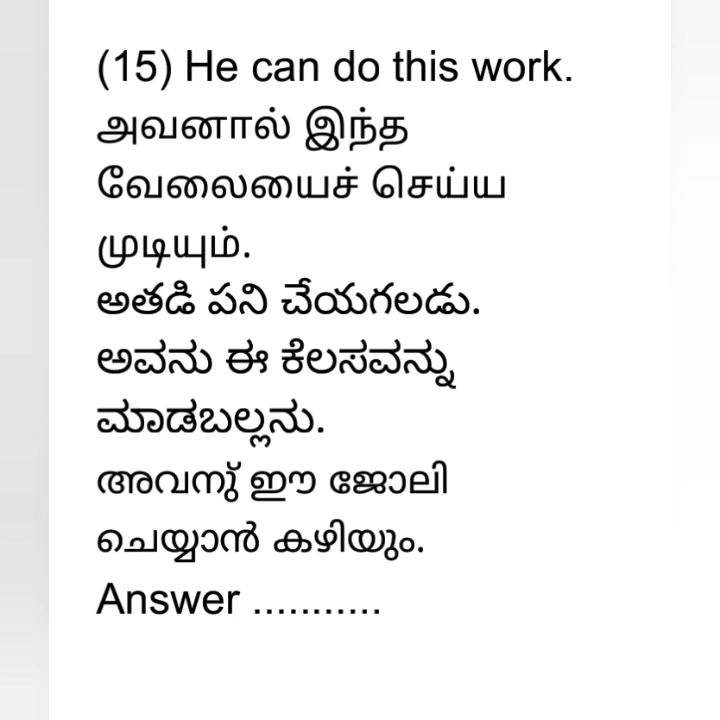 (15) He can do this work.
அவனால் இந்த
வேலையைச் செய்ய
முடியும்.
అతడి పని చేయగలడు.
ಅವನು ಈ ಕೆಲಸವನ್ನು
ಮಾಡಬಲ್ಲನು.
അവനു് ഈ ജോലി
ചെയ്യാൻ കഴിയും.
Answer ...........